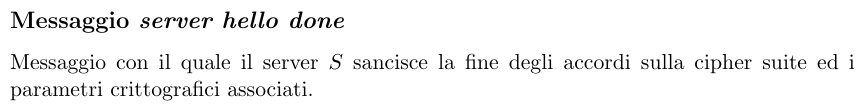 Messaggio server hello done
Messaggio con il quale il server S sancisce la fine degli accordi sulla cipher suite ed i
parametri crittografici associati.